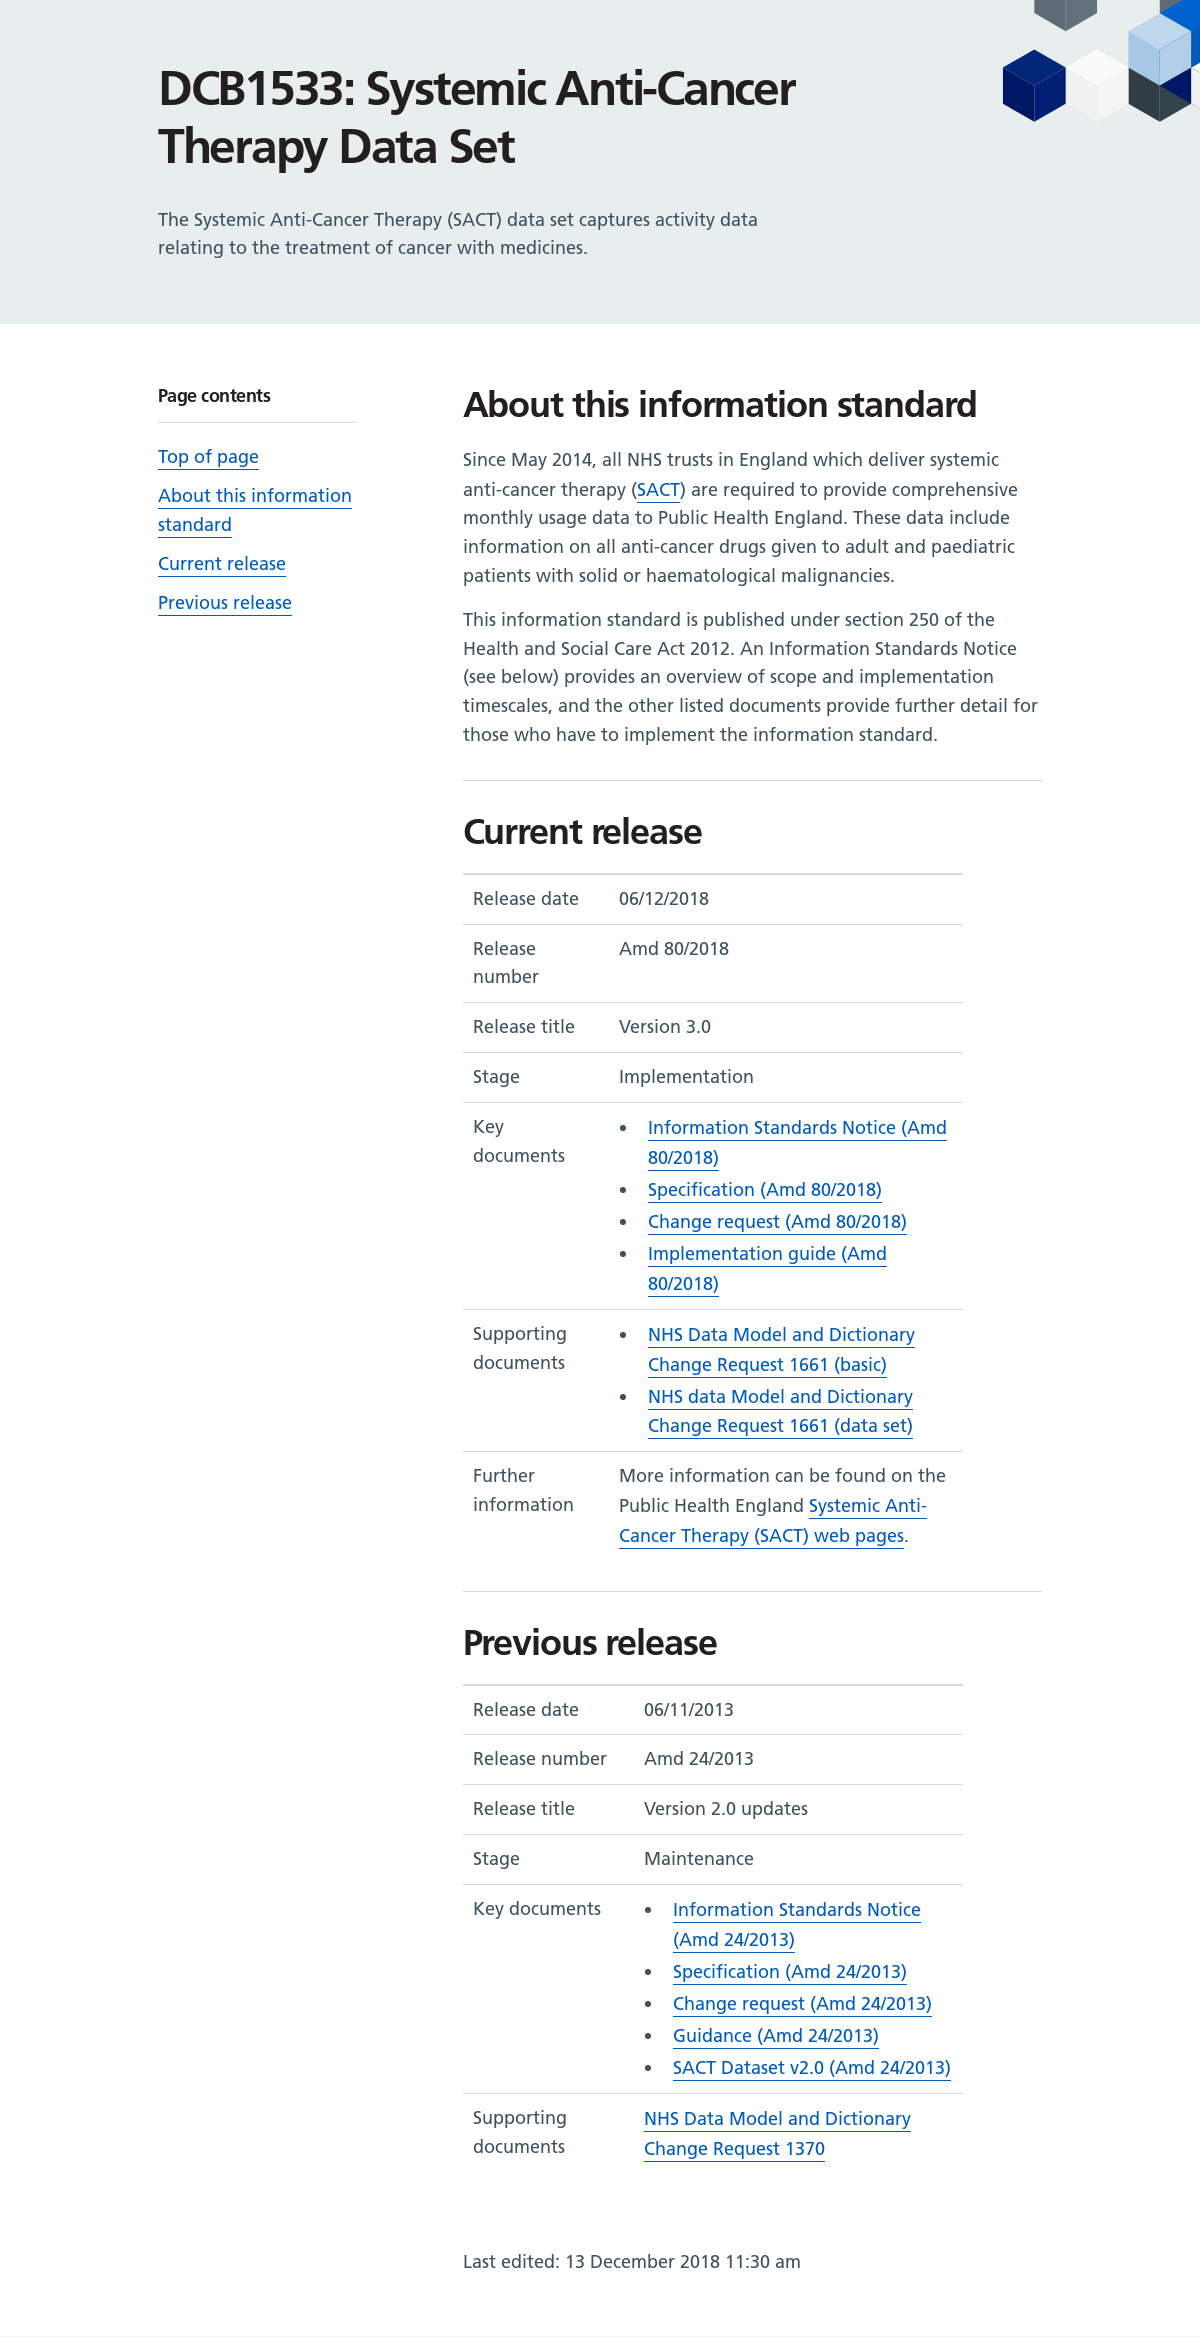 DCB1533: Systemic Anti-Cancer
Therapy Data Set
The Systemic Anti-Cancer Therapy (SACT) data set captures activity data
relating to the treatment of cancer with medicines.
Page contents
Top of page
About this information
standard
Current release
Previous release
About this information standard
Since May 2014, all NHS trusts in England which deliver systemic
anti-cancer therapy (SACT) are required to provide comprehensive
monthly usage data to Public Health England. These data include
information on all anti-cancer drugs given to adult and paediatric
patients with solid or haematological malignancies.
This information standard is published under section 250 of the
Health and Social Care Act 2012. An Information Standards Notice
(see below) provides an overview of scope and implementation
timescales, and the other listed documents provide further detail for
those who have to implement the information standard.
Current release
Release date 06/12/2018
Release Amd 80/2018
number
Release title Version 3.0
Stage Implementation
Key • Information Standards Notice (Amd
documents 80/2018)
• Specification (Amd 80/2018)
• Change request (Amd 80/2018)
• Implementation guide (Amd
80/2018)
Supporting • NHS Data Model and Dictionary
documents Change Request 1661 (basic)
• NHS data Model and Dictionary
Change Request 1661 (data set)
Further More information can be found on the
information Public Health England Systemic Anti-
Cancer Therapy (SACT) web pages.
Previous release
Release date 06/11/2013
Release number Amd 24/2013
Release title Version 2.0 updates
Stage Maintenance
Key documents • Information Standards Notice
(Amd 24/2013)
• Specification (Amd 24/2013)
• Change request (Amd 24/2013)
• Guidance (Amd 24/2013)
• SACT Dataset v2.0 (Amd 24/2013)
Supporting NHS Data Model and Dictionary
documents Change Request 1370
Last edited: 13 December 2018 11:30 am